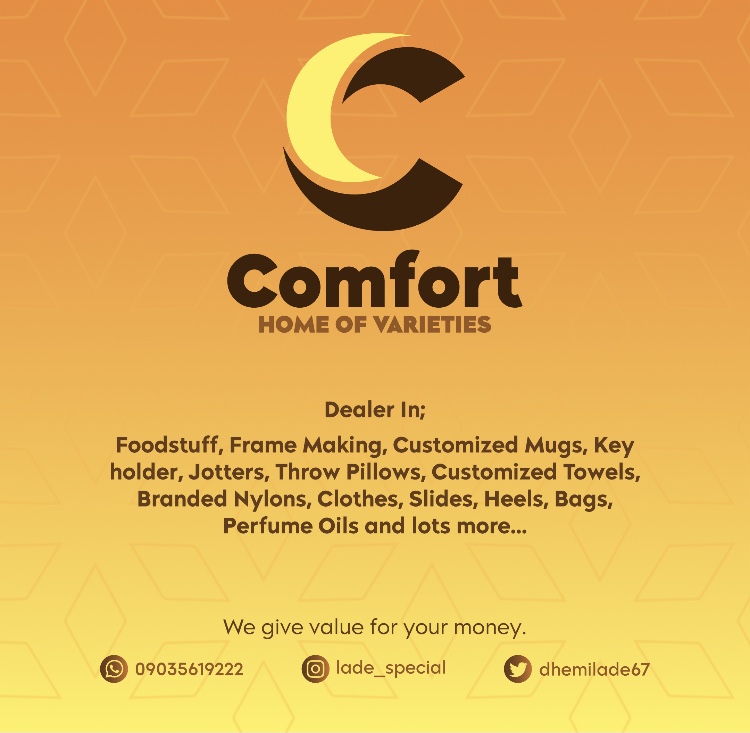 Comfort
HOME OF VARIETIES
Dealer In;
Foodstuff, Frame Making, Customized Mugs, Key
holder, Jotters, Throw Pillows, Customized Towels,
Branded Nylons, Clothes, Slides, Heels, Bags,
Perfume Oils and lots more...
We give value for your money.
09035619222 lade_special dhemilade67